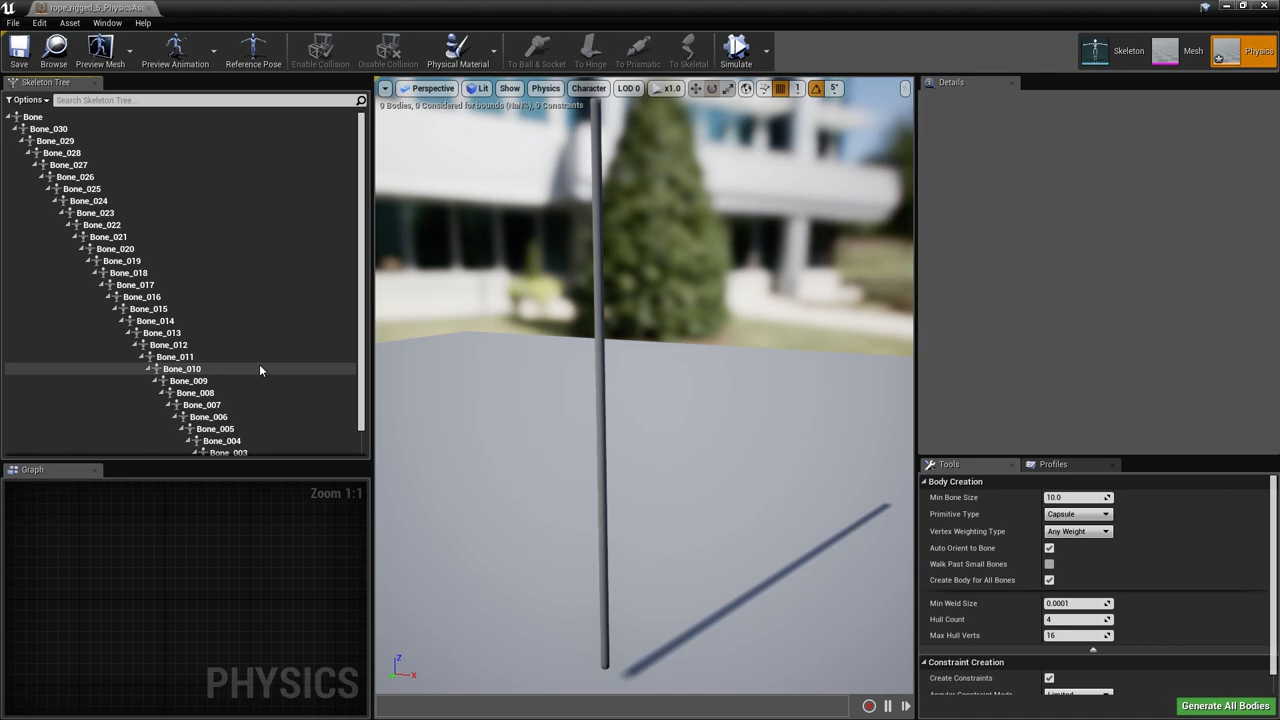 rope_rigged_5_PhysicsAs
File Edit Asset Window Help
Save
Browse
Preview Mesh
Preview Animation
Reference Pose
Enable Collision
Disable Collision
Physical Material
To Ball & Socket
To Hinge
To Prismatic
To Skeletal
Simulate
Skeleton
Mesh
Physics
Skeleton Tree
Options
Search Skeleton Tree...
Bone
Bone_030
Bone_029
Bone_028
Bone_027
Bone_026
Bone_025
Bone_024
Bone_023
Bone_022
Bone_021
Bone_020
Bone_019
Bone_018
Bone_017
Bone_016
Bone_015
Bone_014
Bone_013
Bone_012
Bone_011
Bone_010
Bone_009
Bone_008
Bone_007
Bone_006
Bone_005
Bone_004
Bone_003
Graph
Zoom 1:1
PHYSICS
Perspective Lit Show Physics Character LOD 0 x1.0 1 5°
0 Bodies, 0 Considered for bounds (NaN%), 0 Constraints
Z
X
Details
Tools
Profiles
Body Creation
Min Bone Size 10.0
Primitive Type Capsule
Vertex Weighting Type Any Weight
Auto Orient to Bone
Walk Past Small Bones
Create Body for All Bones
Min Weld Size 0.0001
Hull Count 4
Max Hull Verts 16
Constraint Creation
Create Constraints
Angular Constraint Mode Limited
Generate All Bodies